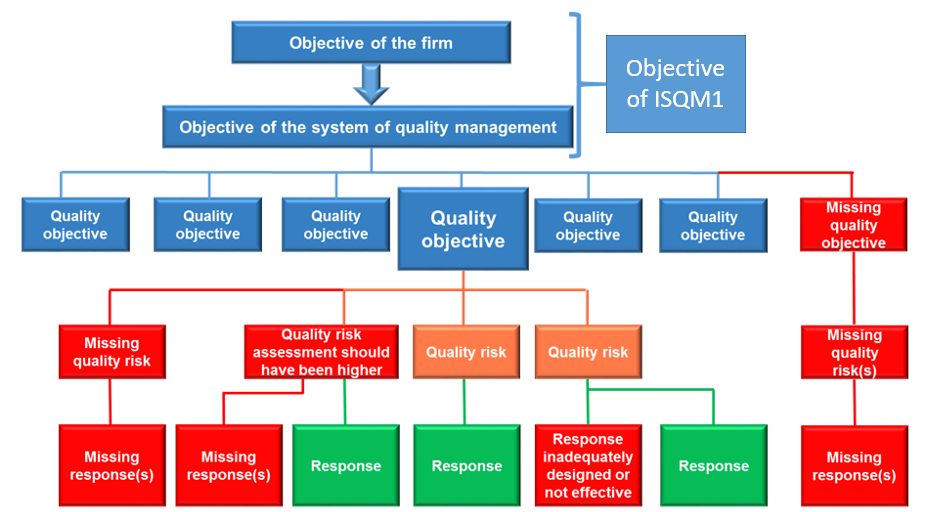 Objective of the firm
Objective
of ISQM1
Objective of the system of quality management
Quality
objective
Quality
objective
Quality
objective
Quality
objective
Quality
objective
Quality
objective
Missing
quality
objective
Missing
quality risk
Quality risk
assessment should
have been higher
Quality risk
Quality risk
Missing
quality
risk(s)
Missing
response(s)
Missing
response(s)
Response
Response
Response
inadequately
designed or
not effective
Response
Missing
response(s)